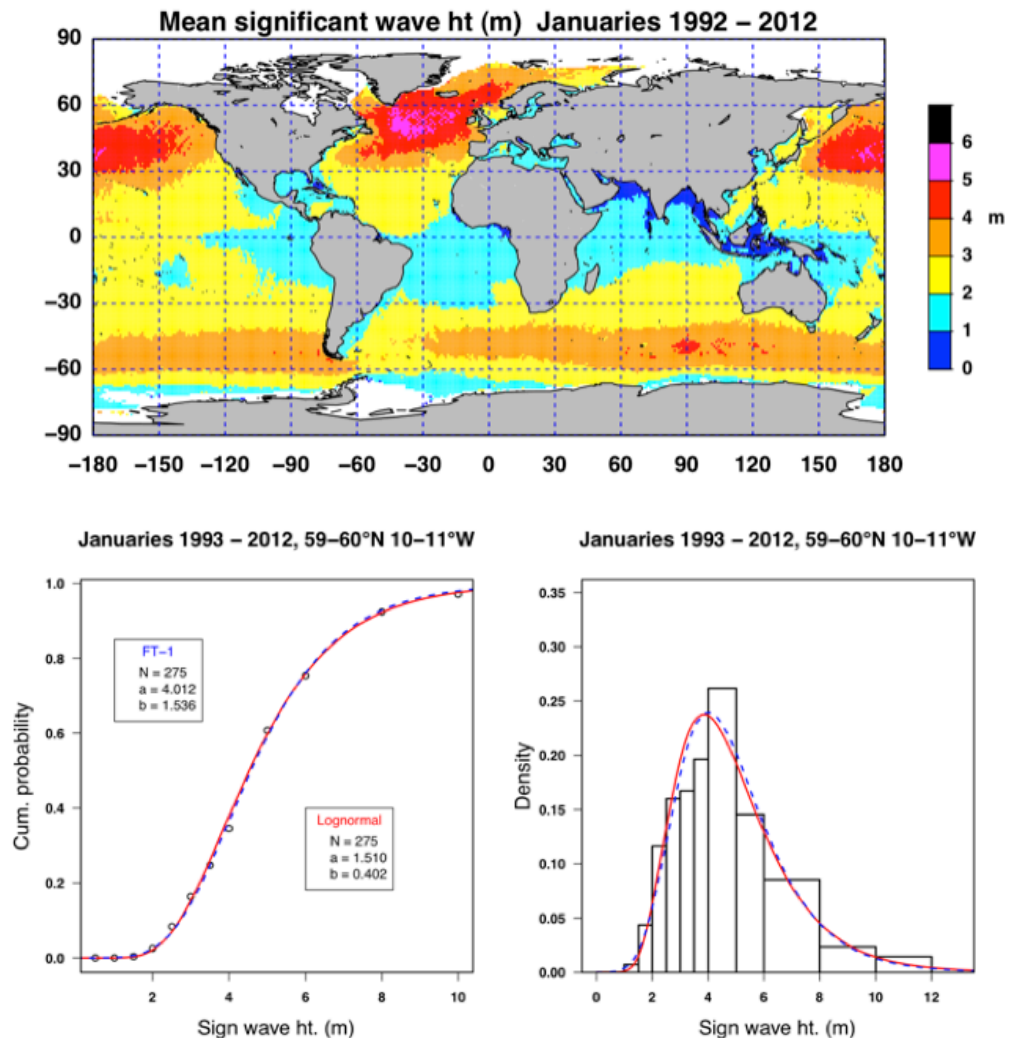 Mean significant wave ht (m)  Januaries 1992 – 2012
90
60
30
0
−30
−60
−90
−180 −150 −120 −90 −60 −30 0 30 60 90 120 150 180
6
5
4
3
2
1
0
m
Januaries 1993 – 2012, 59–60°N 10–11°W
Cum. probability
1.0
0.8
0.6
0.4
0.2
0.0
FT−1
N = 275
a = 4.012
b = 1.536
Lognormal
N = 275
a = 1.510
b = 0.402
2 4 6 8 10
Sign wave ht. (m)
Januaries 1993 – 2012, 59–60°N 10–11°W
Density
0.35
0.30
0.25
0.20
0.15
0.10
0.05
0.00
0 2 4 6 8 10 12
Sign wave ht. (m)